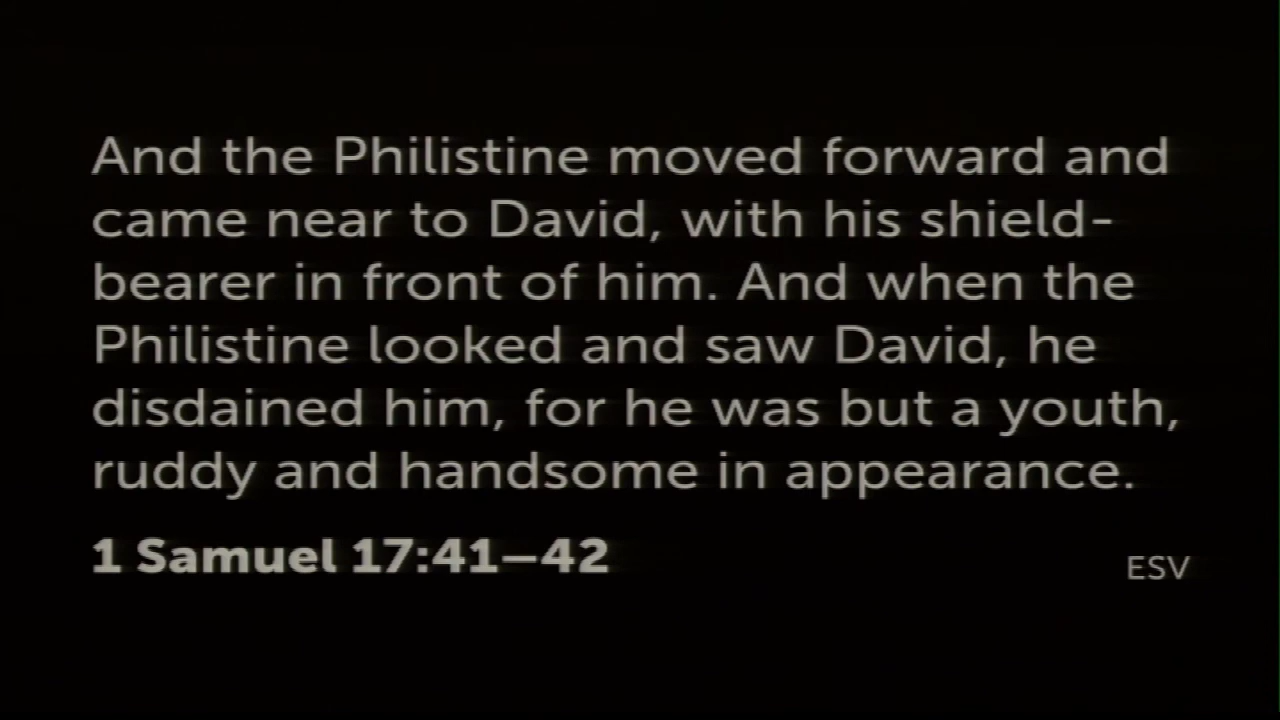 And the Philistine moved forward and
came near to David, with his shield-
bearer in front of him. And when the
Philistine looked and saw David, he
disdained him, for he was but a youth,
ruddy and handsome in appearance.
1 Samuel 17:41–42
ESV